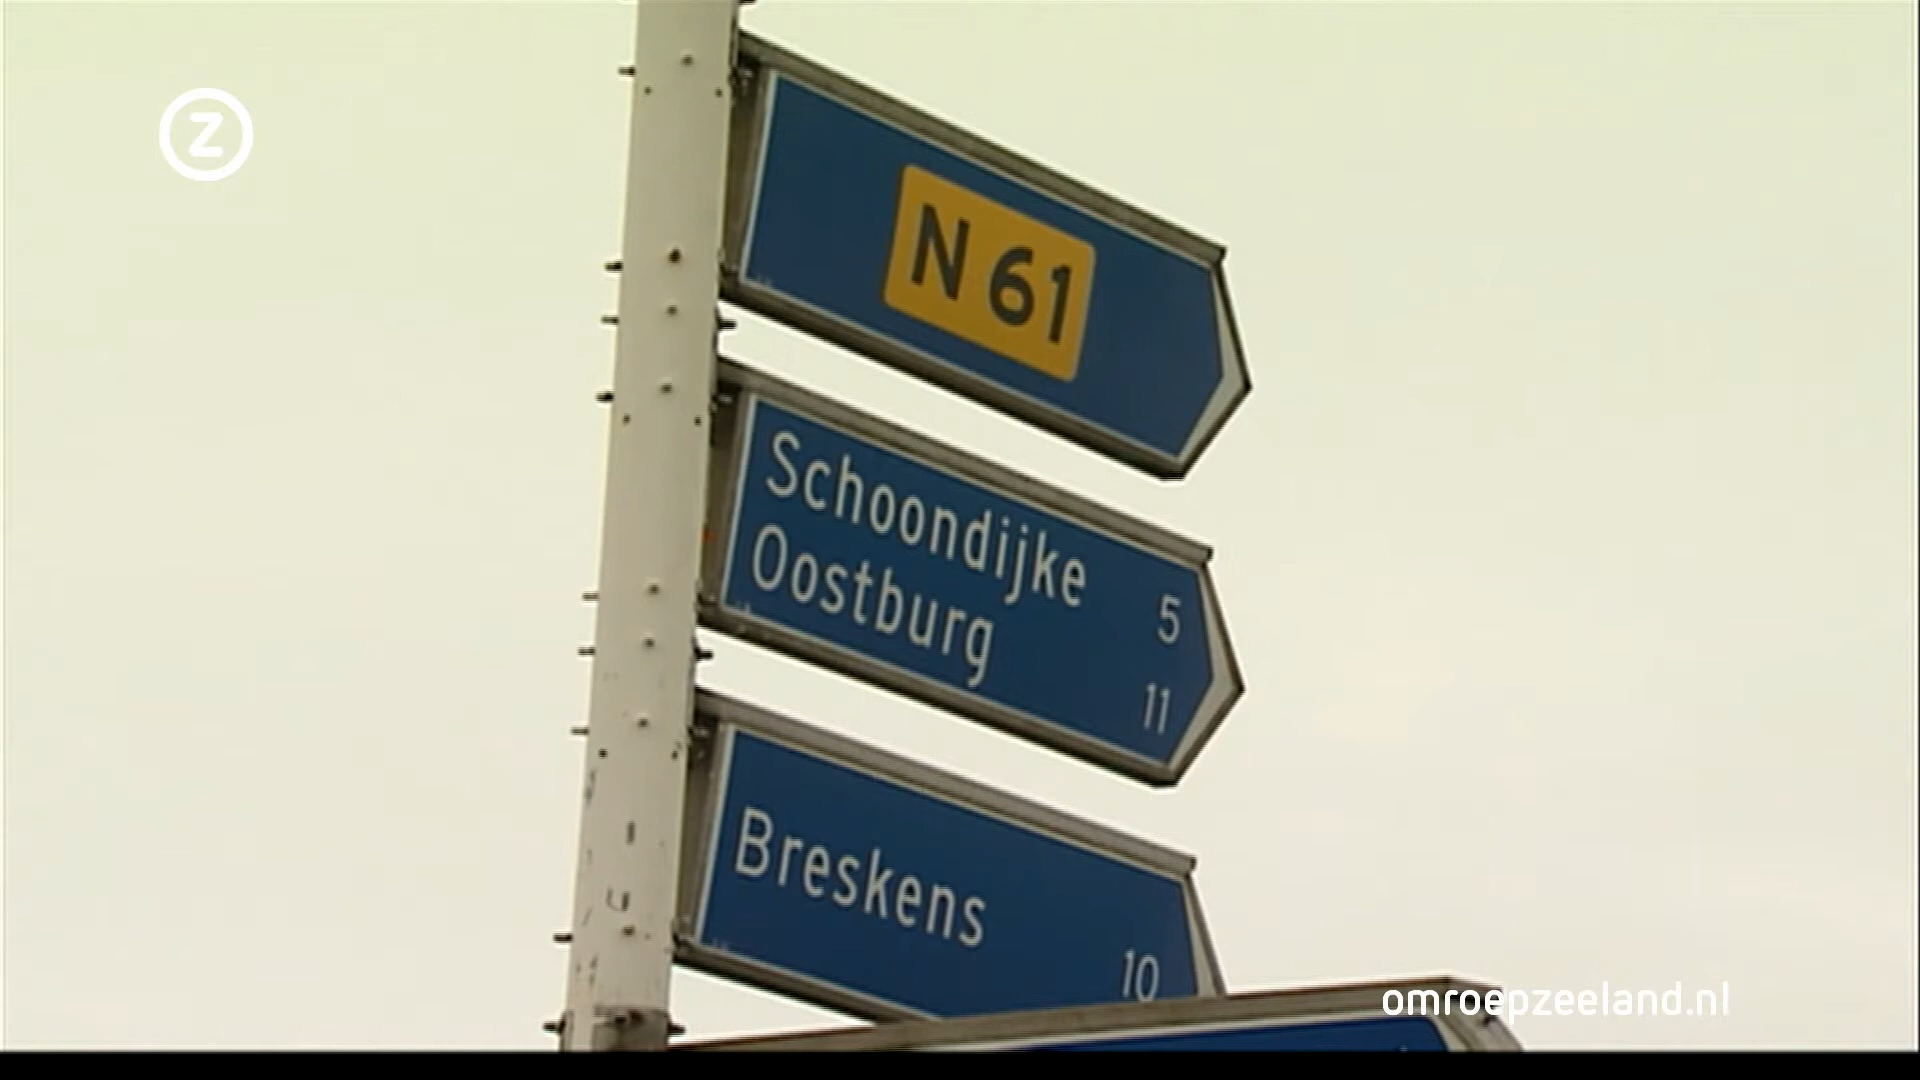 Z
N 61
Schoondijke 5
Oostburg 11
Breskens 10
omroepzeeland.nl